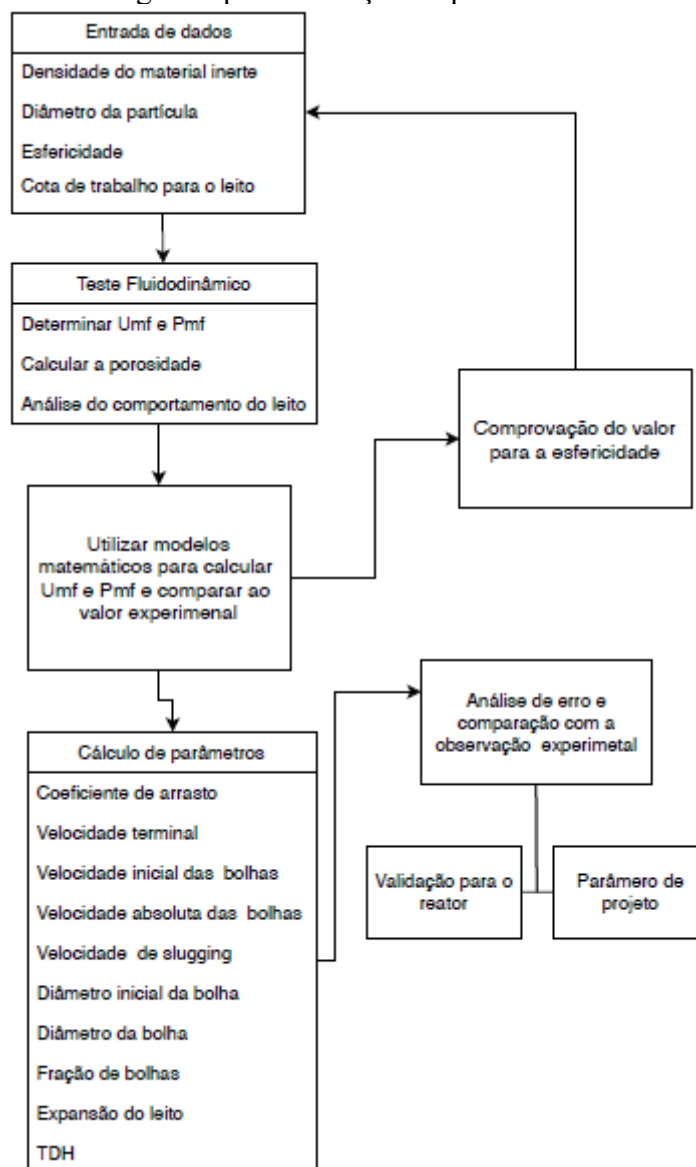 Entrada de dados
Densidade do material inerte
Diâmetro da partícula
Esfericidade
Cota de trabalho para o leito
Teste Fluidodinâmico
Determinar Umf e Pmf
Calcular a porosidade
Análise do comportamento do leito
Comprovação do valor
para a esfericidade
Utilizar modelos
matemáticos para calcular
Umf e Pmf e comparar ao
valor experimenal
Análise de erro e
comparação com a
observação experimetal
Validação para o
reator
Parâmero de
projeto
Cálculo de parâmetros
Coeficiente de arrasto
Velocidade terminal
Velocidade inicial das bolhas
Velocidade absoluta das bolhas
Velocidade de slugging
Diâmetro inicial da bolha
Diâmetro da bolha
Fração de bolhas
Expansão do leito
TDH